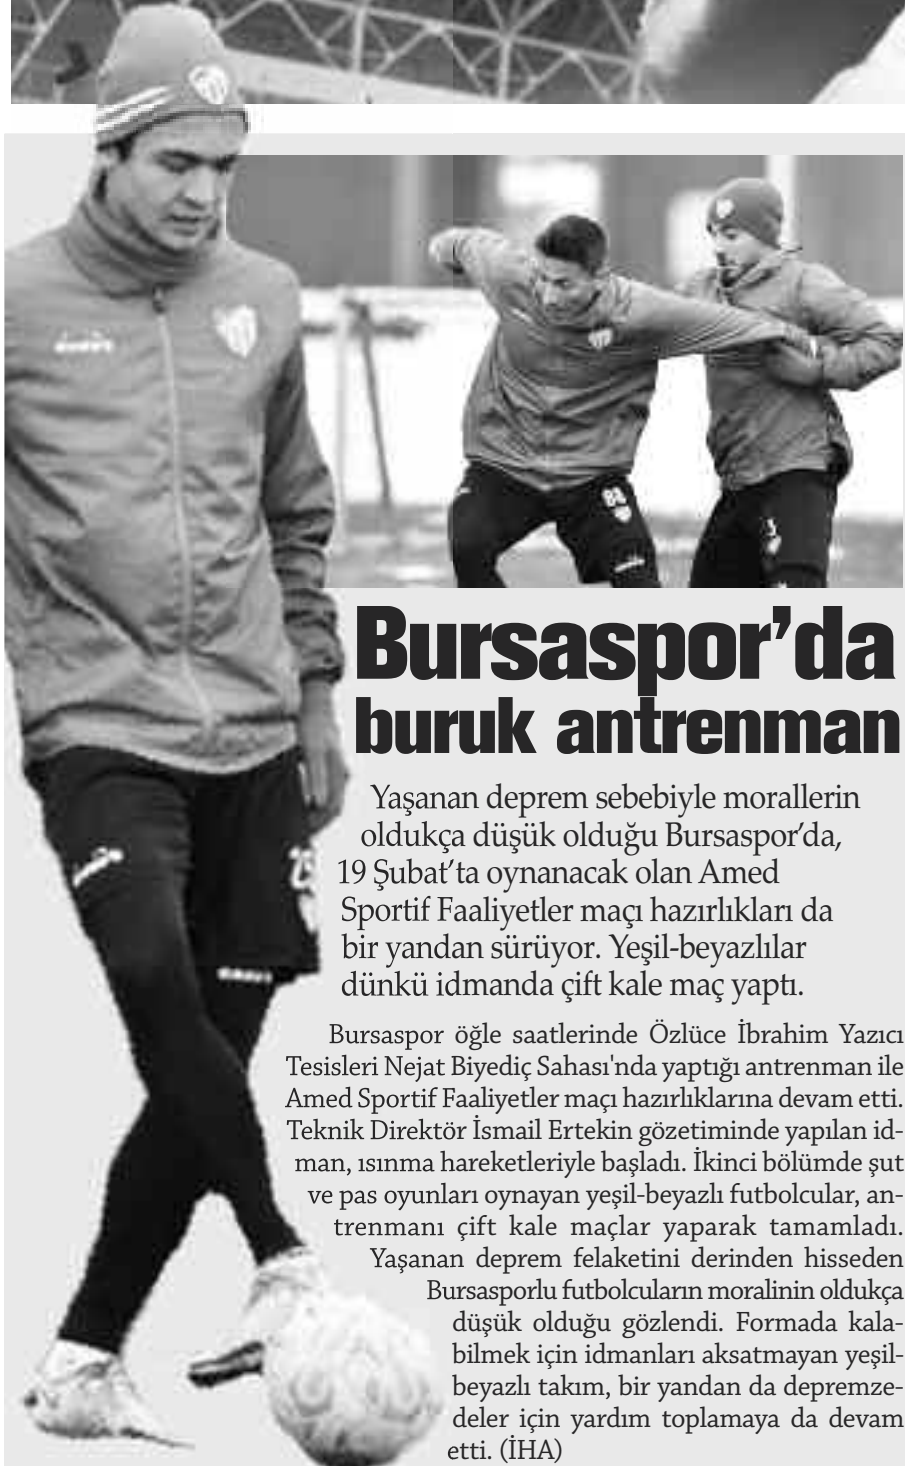 diadora
88
3
25
Bursaspor’da
buruk antrenman
Yaşanan deprem sebebiyle morallerin
oldukça düşük olduğu Bursaspor’da,
19 Şubat’ta oynanacak olan Amed
Sportif Faaliyetler maçı hazırlıkları da
bir yandan sürüyor. Yeşil-beyazlılar
dünkü idmanda çift kale maç yaptı.
Bursaspor öğle saatlerinde Özlüce İbrahim Yazıcı
Tesisleri Nejat Biyediç Sahası'nda yaptığı antrenman ile
Amed Sportif Faaliyetler maçı hazırlıklarına devam etti.
Teknik Direktör İsmail Ertekin gözetiminde yapılan id-
man, ısınma hareketleriyle başladı. İkinci bölümde şut
ve pas oyunları oynayan yeşil-beyazlı futbolcular, an-
trenmanı çift kale maçlar yaparak tamamladı.
Yaşanan deprem felaketini derinden hisseden
Bursasporlu futbolcuların moralinin oldukça
düşük olduğu gözlendi. Formada kala-
bilmek için idmanları aksatmayan yeşil-
beyazlı takım, bir yandan da depremze-
deler için yardım toplamaya da devam
etti. (İHA)